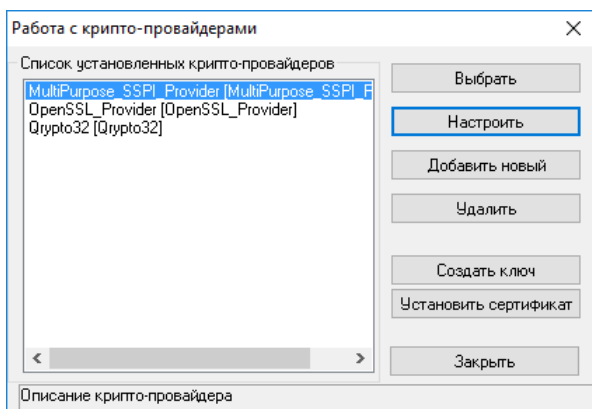 Работа с крипто-провайдерами
Список установленных крипто-провайдеров
MultiPurpose_SSPI_Provider [MultiPurpose_SSPI_F
OpenSSL_Provider [OpenSSL_Provider]
Qrypto32 [Qrypto32]
Выбрать
Настроить
Добавить новый
Удалить
Создать ключ
Установить сертификат
Закрыть
Описание крипто-провайдера